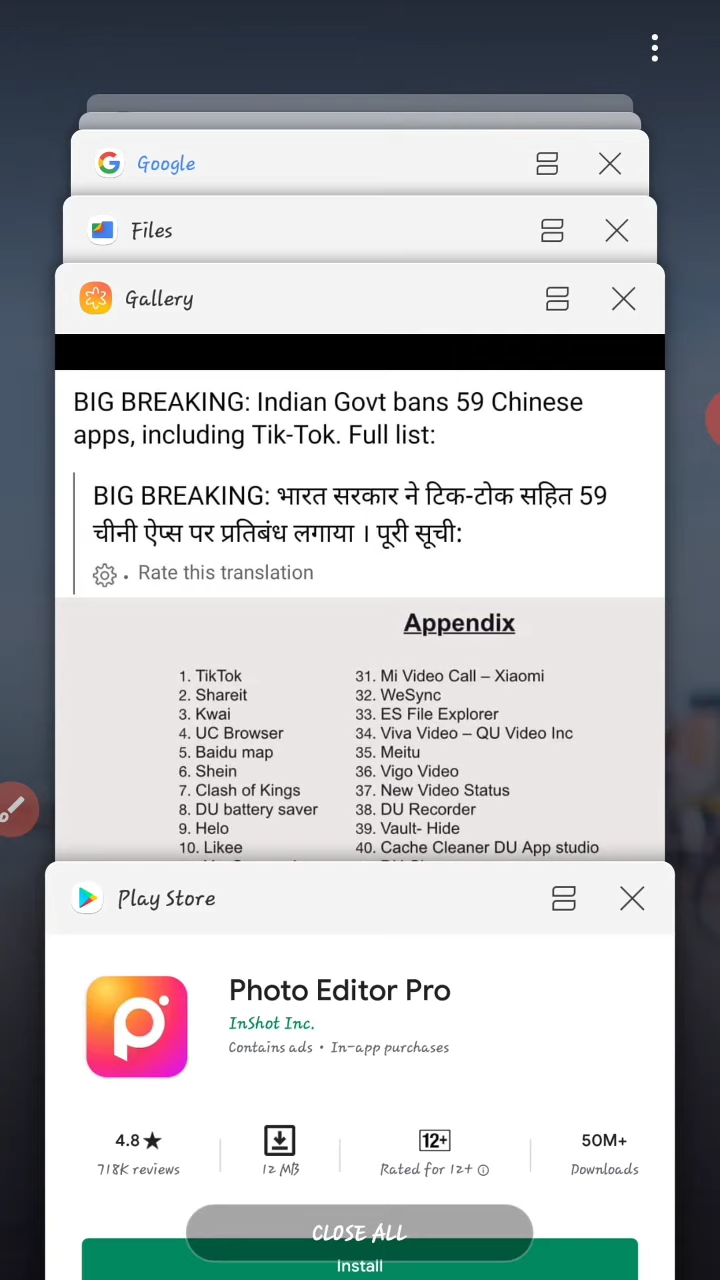 Google
Files
Gallery
BIG BREAKING: Indian Govt bans 59 Chinese
apps, including Tik-Tok. Full list:
BIG BREAKING: भारत सरकार ने टिक-टोक सहित 59
चीनी ऐप्स पर प्रतिबंध लगाया । पूरी सूची:
Rate this translation
Appendix
1. TikTok
2. Shareit
3. Kwai
4. UC Browser
5. Baidu map
6. Shein
7. Clash of Kings
8. DU battery saver
9. Helo
10. Likee
31. Mi Video Call – Xiaomi
32. WeSync
33. ES File Explorer
34. Viva Video – QU Video Inc
35. Meitu
36. Vigo Video
37. New Video Status
38. DU Recorder
39. Vault- Hide
40. Cache Cleaner DU App studio
Play Store
Photo Editor Pro
InShot Inc.
Contains ads • In-app purchases
4.8★ 12+ 50M+
718K reviews 12 MB Rated for 12+ Downloads
CLOSE ALL
Install